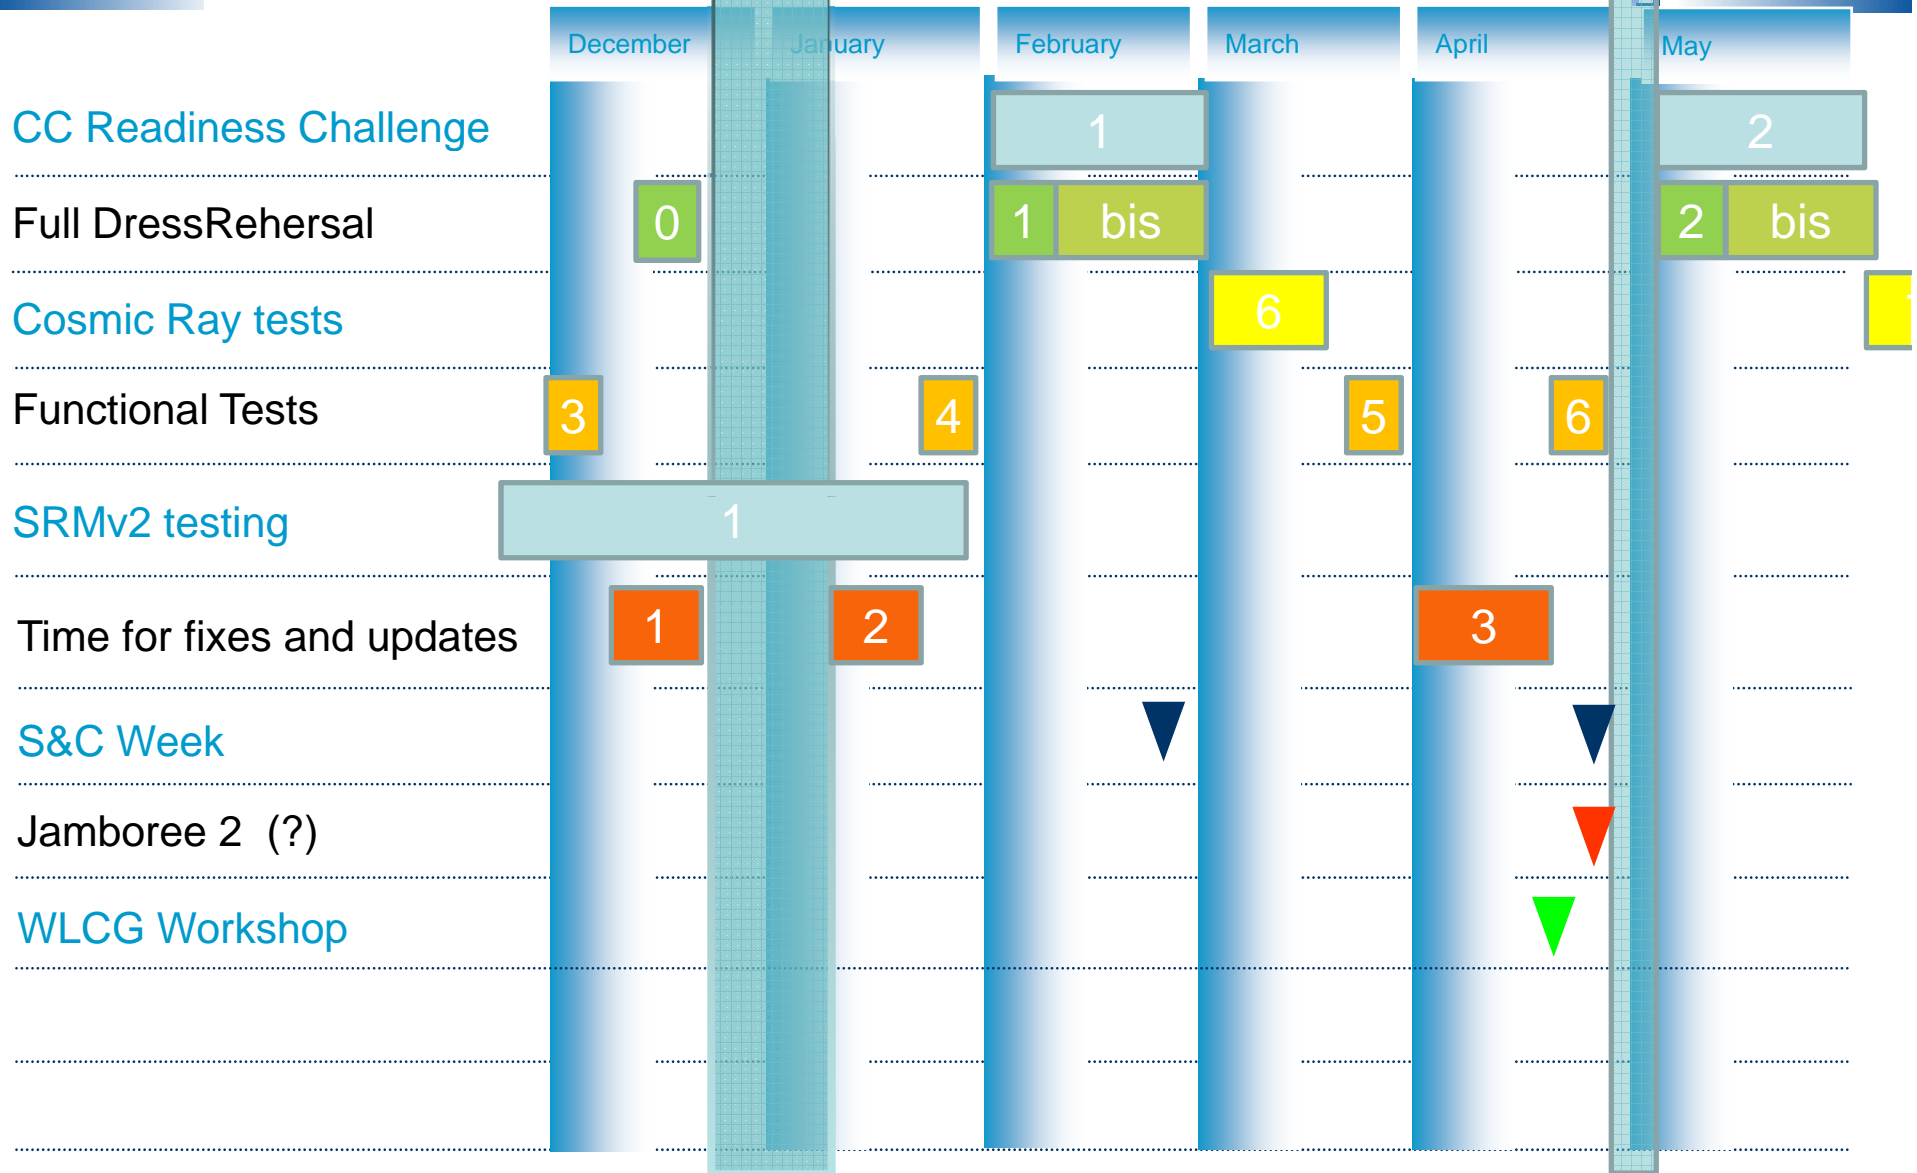 December January February March April May
CC Readiness Challenge 1 2
Full DressRehersal 0 1 bis 2 bis
Cosmic Ray tests 6
Functional Tests 3 4 5 6
SRMv2 testing 1
Time for fixes and updates 1 2 3
S&C Week
Jamboree 2 (?)
WLCG Workshop